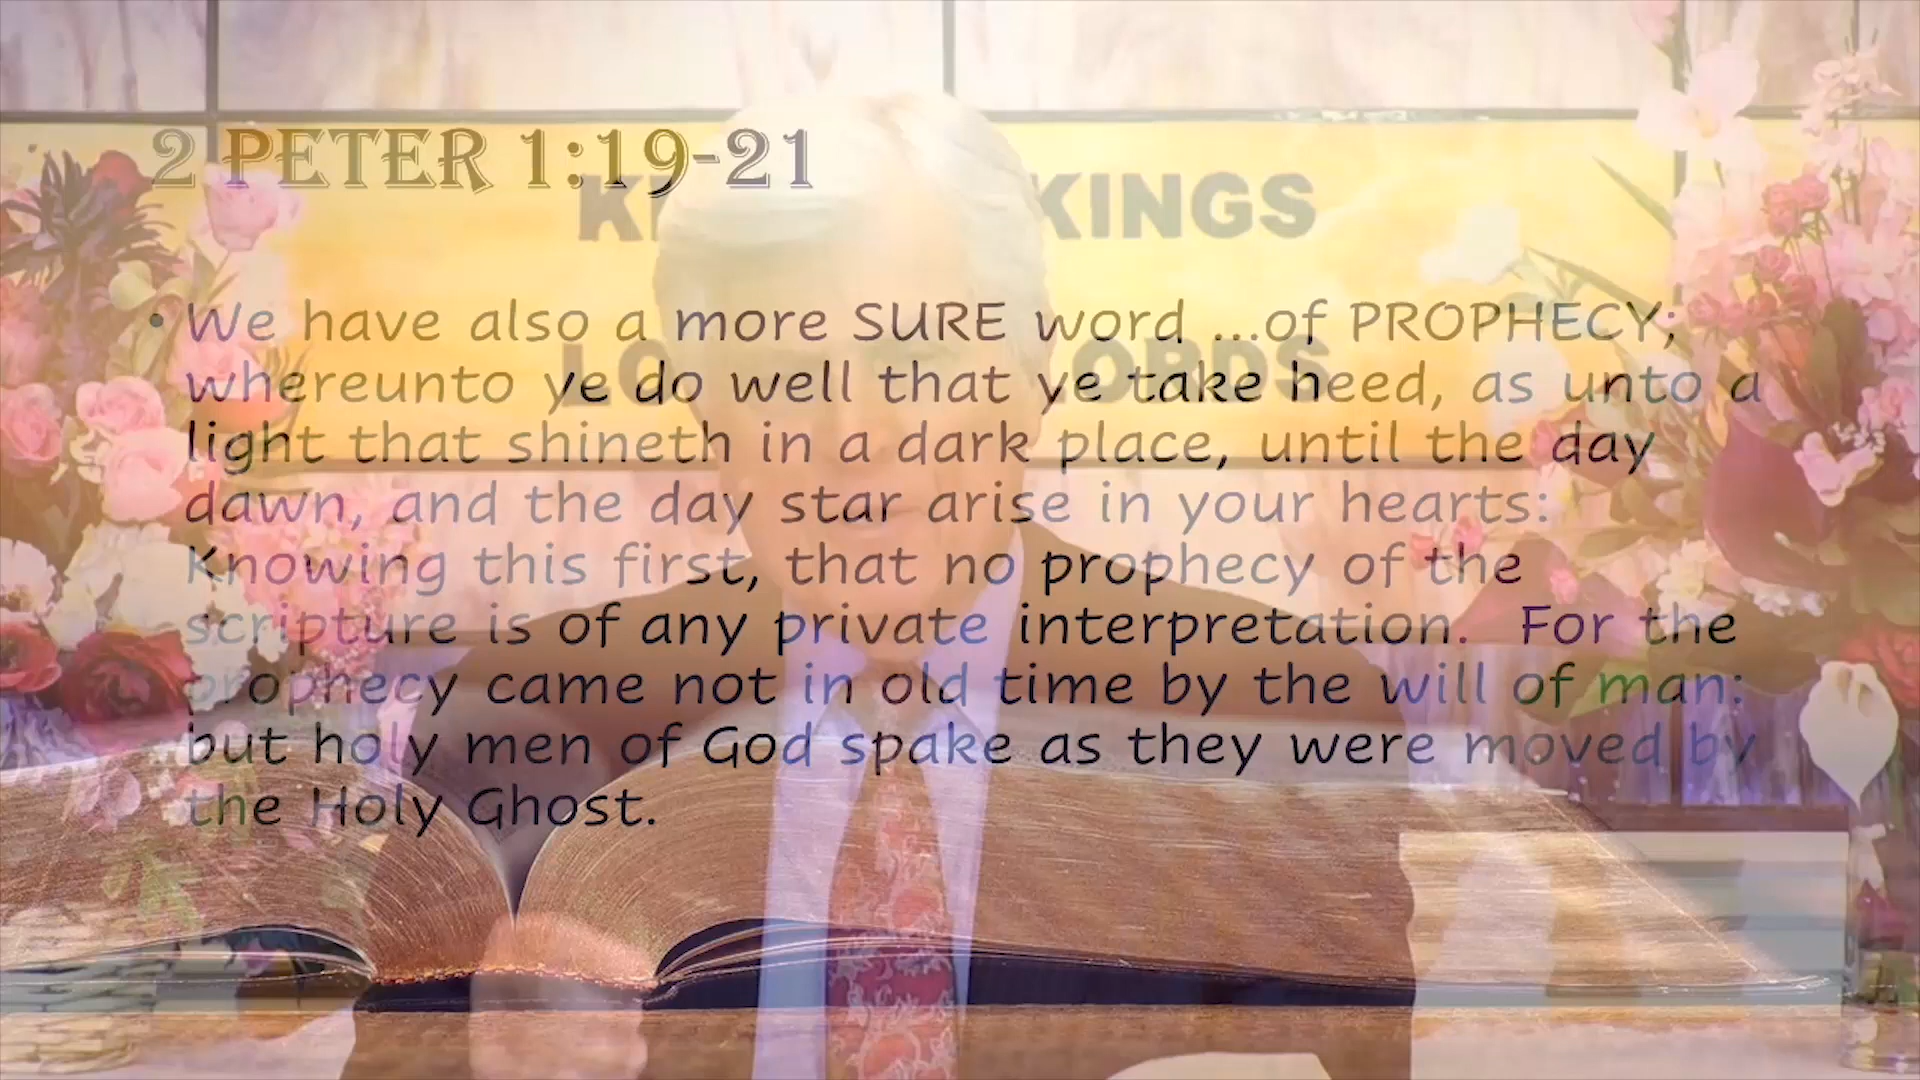 2 PETER 1:19-21
KI KINGS
LO ORDS
• We have also a more SURE word ...of PROPHECY;
whereunto ye do well that ye take heed, as unto a
light that shineth in a dark place, until the day
dawn, and the day star arise in your hearts:
Knowing this first, that no prophecy of the
scripture is of any private interpretation. For the
prophecy came not in old time by the will of man:
but holy men of God spake as they were moved by
the Holy Ghost.